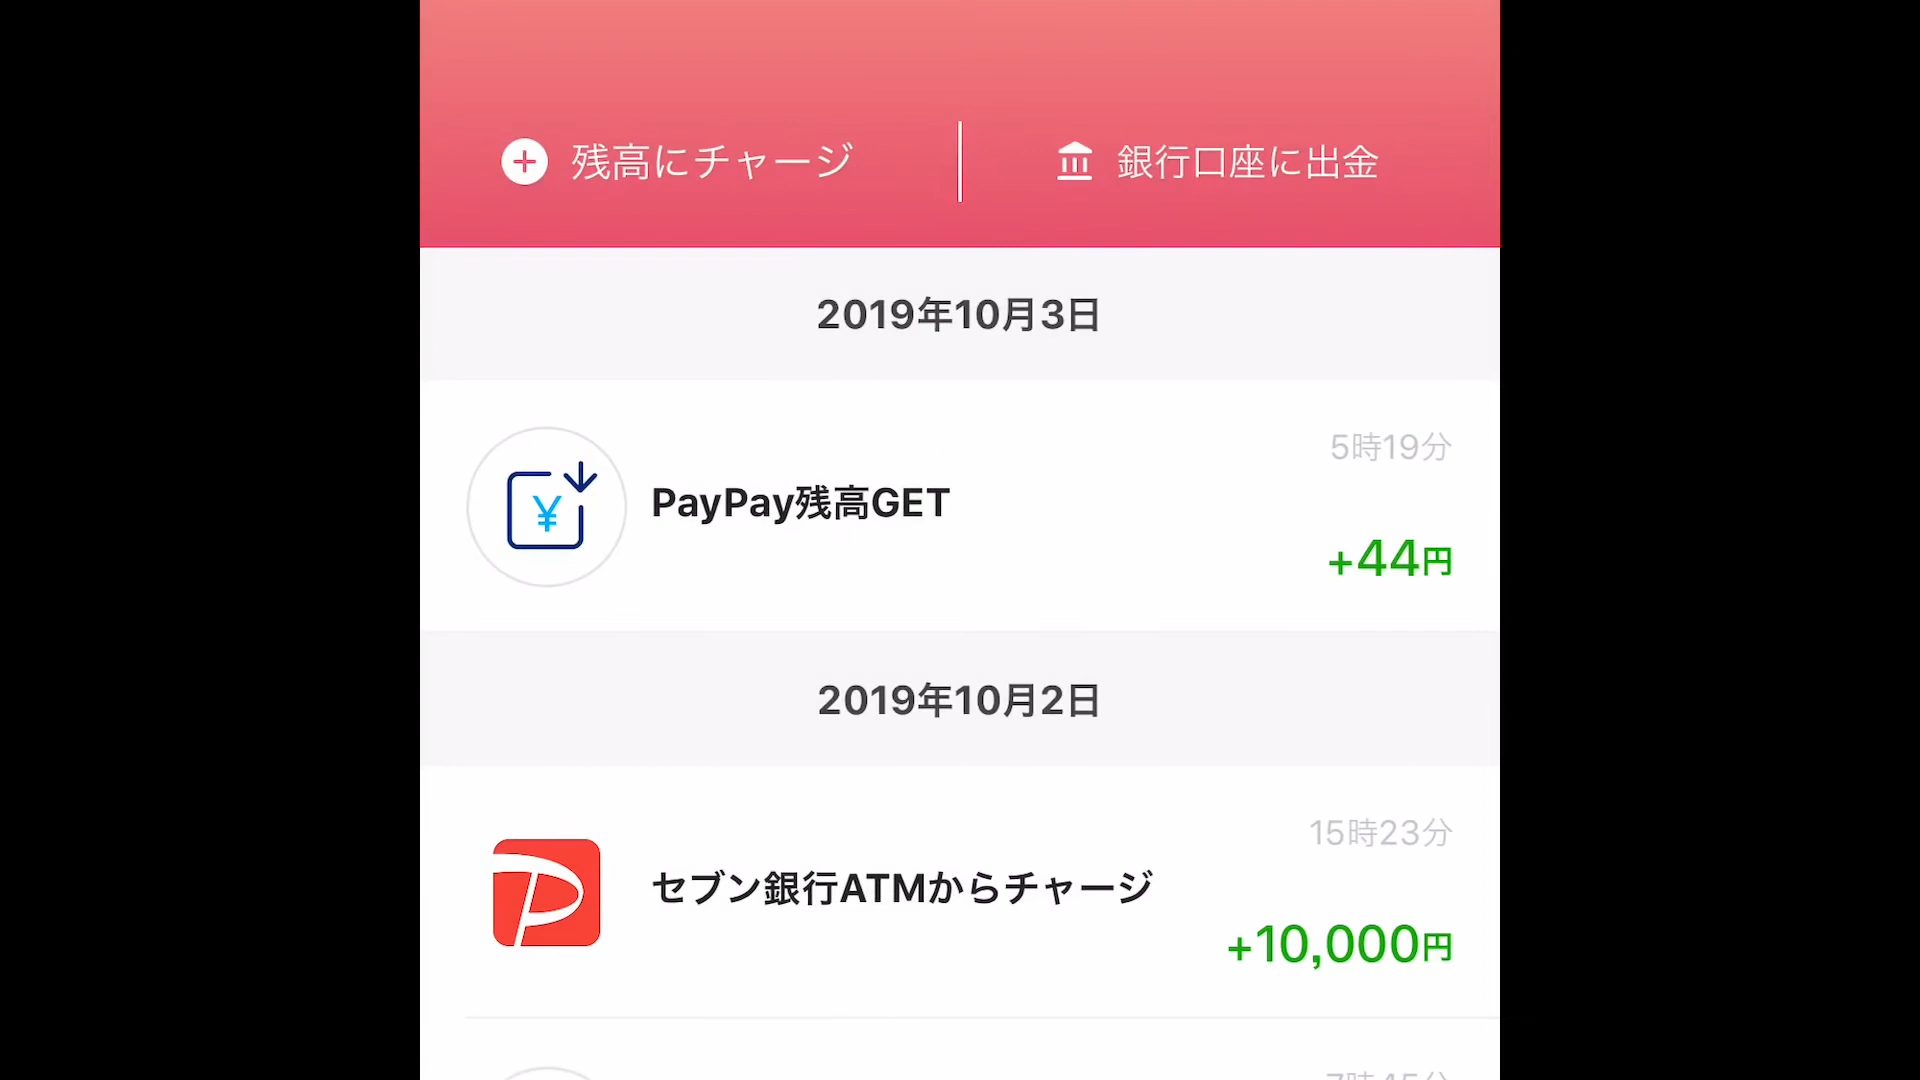 残高にチャージ
銀行口座に出金
2019年10月3日
5時19分
PayPay残高GET
+44円
2019年10月2日
15時23分
セブン銀行ATMからチャージ
+10,000円